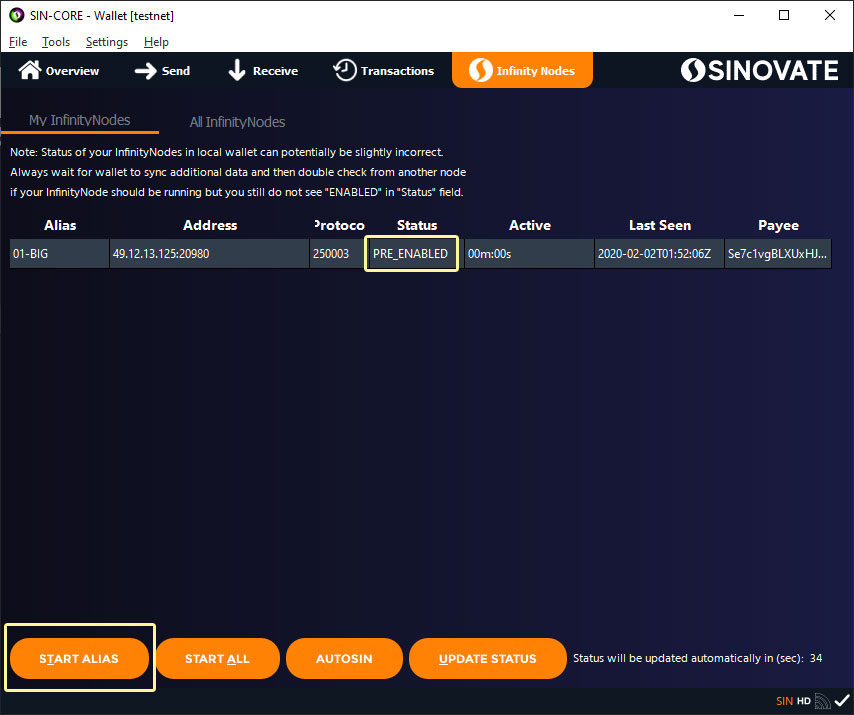 SIN-CORE - Wallet [testnet]
File Tools Settings Help
Overview Send Receive Transactions Infinity Nodes SINOVATE
My InfinityNodes All InfinityNodes
Note: Status of your InfinityNodes in local wallet can potentially be slightly incorrect.
Always wait for wallet to sync additional data and then double check from another node
if your InfinityNode should be running but you still do not see "ENABLED" in "Status" field.
Alias Address Protoco Status Active Last Seen Payee
01-BIG 49.12.13.125:20980 250003 PRE_ENABLED 00m:00s 2020-02-02T01:52:06Z Se7c1vgBLXUxHJ...
START ALIAS START ALL AUTOSIN UPDATE STATUS Status will be updated automatically in (sec): 34
SIN HD